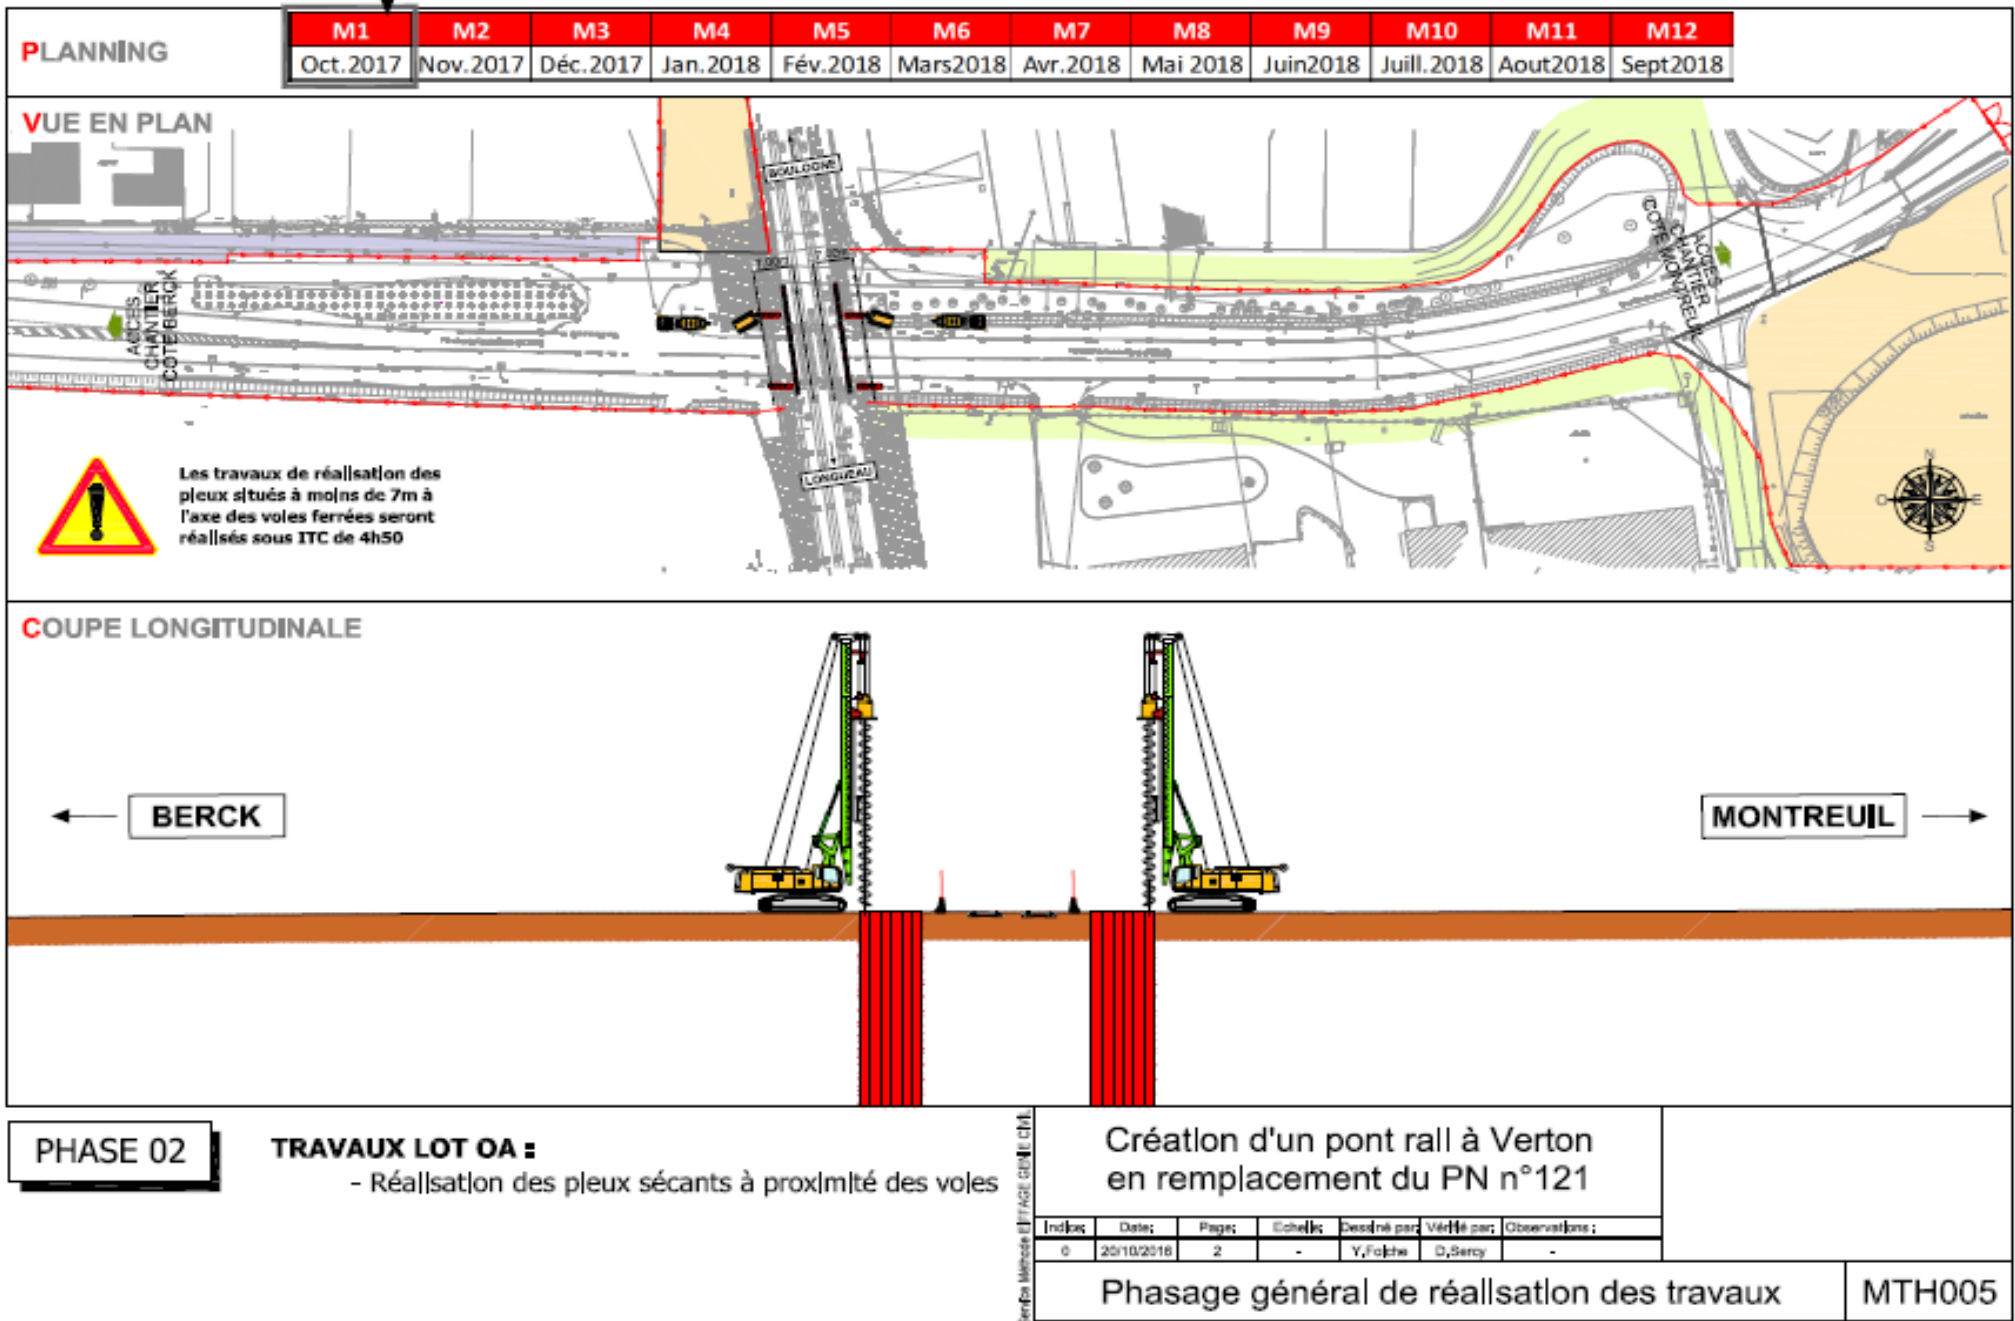 PLANNING
M1 M2 M3 M4 M5 M6 M7 M8 M9 M10 M11 M12
Oct.2017 Nov.2017 Déc.2017 Jan.2018 Fév.2018 Mars2018 Avr.2018 Mai 2018 Juin2018 Juill.2018 Aout2018 Sept2018
VUE EN PLAN
BOULOGNE
ACCES
CHANTIER
COTE BERCK
ACCES
CHANTIER
COTE MONTREUIL
LONGUEAU
N
O
E
S
Les travaux de réalisation des
pieux situés à moins de 7m à
l'axe des voies ferrées seront
réalisés sous ITC de 4h50
COUPE LONGITUDINALE
BERCK
MONTREUIL
PHASE 02
TRAVAUX LOT OA :
- Réalisation des pieux sécants à proximité des voies
Service Méthode EIFFAGE GENIE CIVIL
Création d'un pont rail à Verton
en remplacement du PN n°121
Indice: Date: Page: Echelle: Dessiné par: Vérifié par: Observations :
0 20/10/2016 2 - Y.Folche D.Sercy -
Phasage général de réalisation des travaux
MTH005